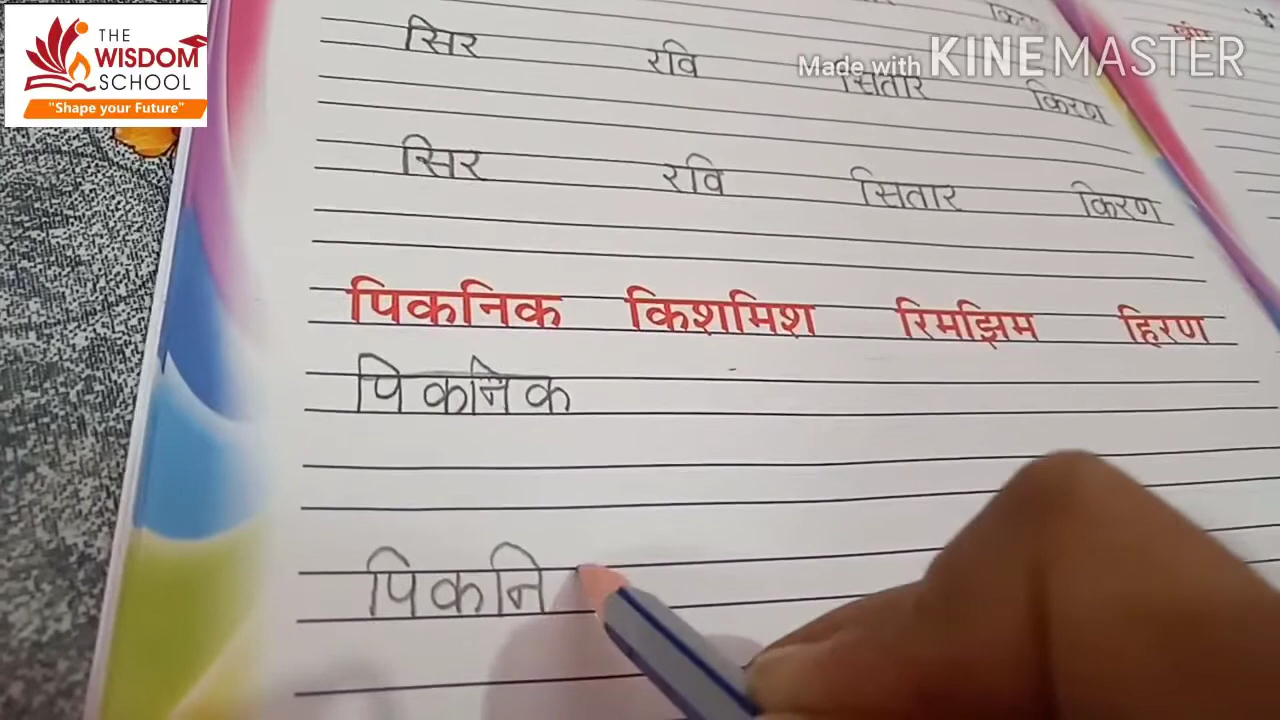 THE
WISDOM
SCHOOL
"Shape your Future"
Made with KINEMASTER
सिर रवि सितार किरण
सिर रवि सितार किरण
पिकनिक किशमिश रिमझिम हिरण
पिकनिक
पिकनि